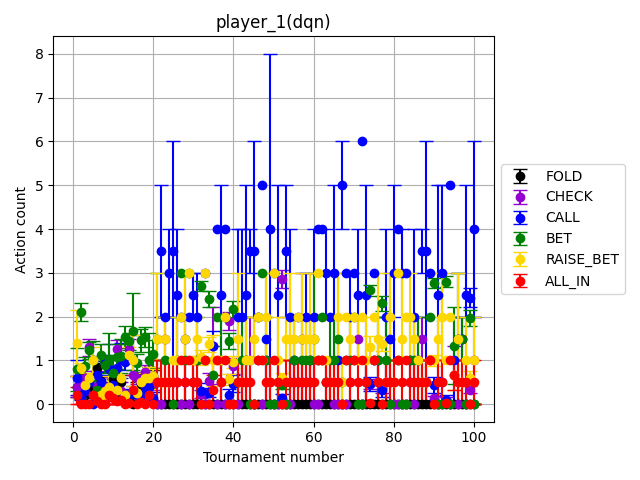 player_1(dqn)
8
7
6
5
4
3
2
1
0
Action count
0 20 40 60 80 100
Tournament number
FOLD
CHECK
CALL
BET
RAISE_BET
ALL_IN